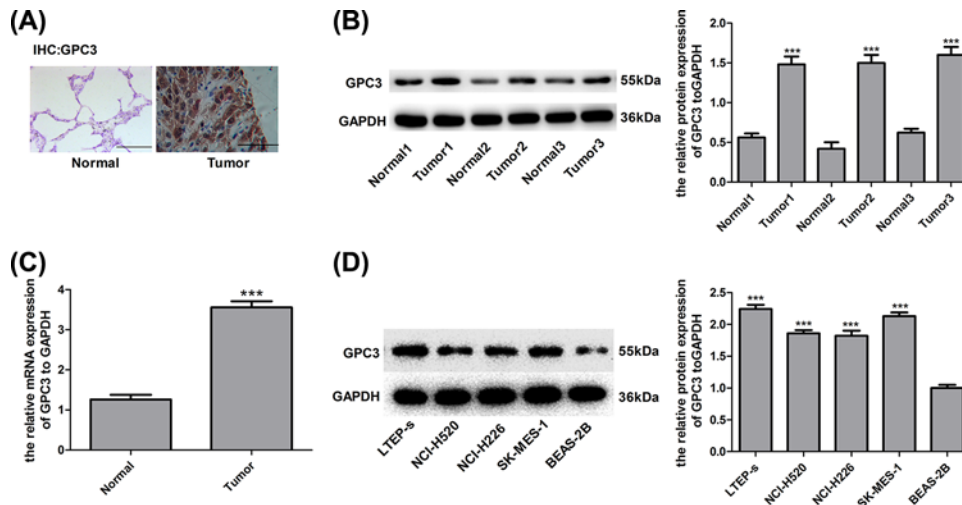 (A)
IHC:GPC3
Normal
Tumor
(B)
GPC3
55kDa
GAPDH
36kDa
Normal1
Tumor1
Normal2
Tumor2
Normal3
Tumor3
the relative protein expression
of GPC3 toGAPDH
2.0
1.5
1.0
0.5
0.0
***
***
***
Normal1
Tumor1
Normal2
Tumor2
Normal3
Tumor3
(C)
the relative mRNA expression
of GPC3 to GAPDH
4
3
2
1
0
***
Normal
Tumor
(D)
GPC3
55kDa
GAPDH
36kDa
LTEP-s
NCI-H520
NCI-H226
SK-MES-1
BEAS-2B
the relative protein expression
of GPC3 toGAPDH
2.5
2.0
1.5
1.0
0.5
0.0
***
***
***
***
LTEP-s
NCI-H520
NCI-H226
SK-MES-1
BEAS-2B